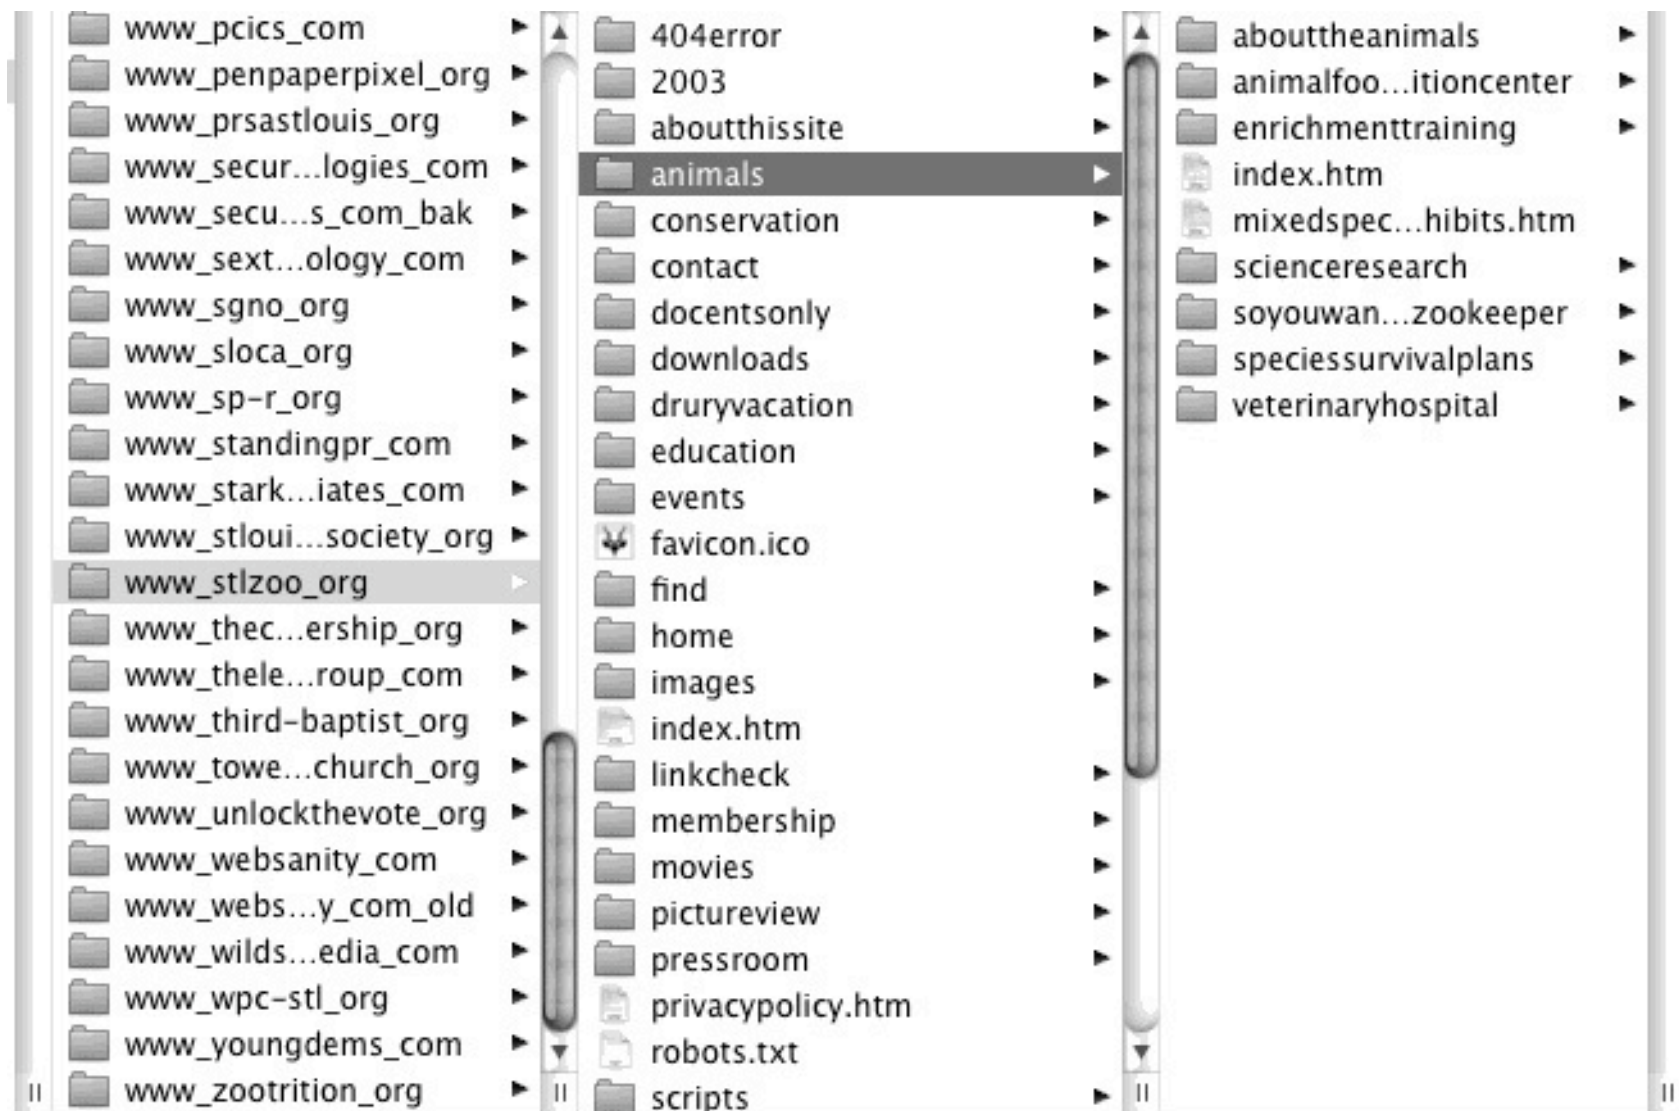 www_pcics_com
www_penpaperpixel_org
www_prsastlouis_org
www_secur...logies_com
www_secu...s_com_bak
www_sext...ology_com
www_sgno_org
www_sloca_org
www_sp-r_org
www_standingpr_com
www_stark...iates_com
www_stloui...society_org
www_stlzoo_org
www_thec...ership_org
www_thele...roup_com
www_third-baptist_org
www_towe...church_org
www_unlockthevote_org
www_websanity_com
www_webs...y_com_old
www_wilds...edia_com
www_wpc-stl_org
www_youngdems_com
www_zootrition_org
404error
2003
aboutthissite
animals
conservation
contact
docentsonly
downloads
druryvacation
education
events
favicon.ico
find
home
images
index.htm
linkcheck
membership
movies
pictureview
pressroom
privacypolicy.htm
robots.txt
scripts
abouttheanimals
animalfoo...itioncenter
enrichmenttraining
index.htm
mixedspec...hibits.htm
scienceresearch
soyouwan...zookeeper
speciessurvivalplans
veterinaryhospital